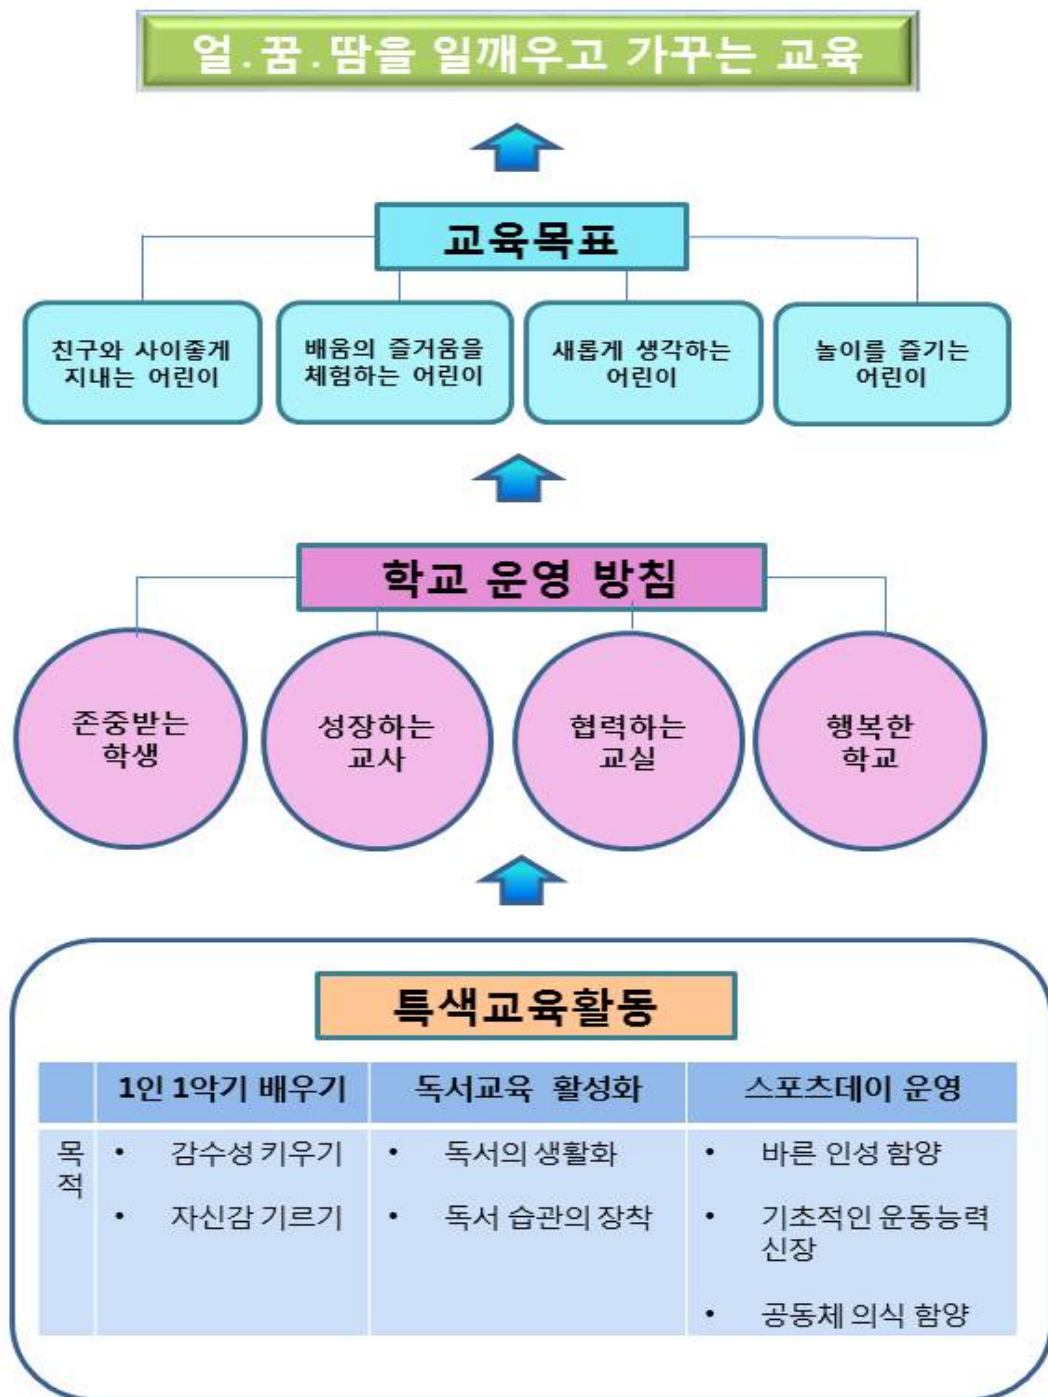 얼.꿈.땀을 일깨우고 가꾸는 교육
교육목표
친구와 사이좋게
지내는 어린이
배움의 즐거움을
체험하는 어린이
새롭게 생각하는
어린이
놀이를 즐기는
어린이
학교 운영 방침
존중받는
학생
성장하는
교사
협력하는
교실
행복한
학교
특색교육활동
1인 1악기 배우기
독서교육 활성화
스포츠데이 운영
목
적
• 감수성 키우기
• 자신감 기르기
• 독서의 생활화
• 독서 습관의 장착
• 바른 인성 함양
• 기초적인 운동능력
신장
• 공동체 의식 함양